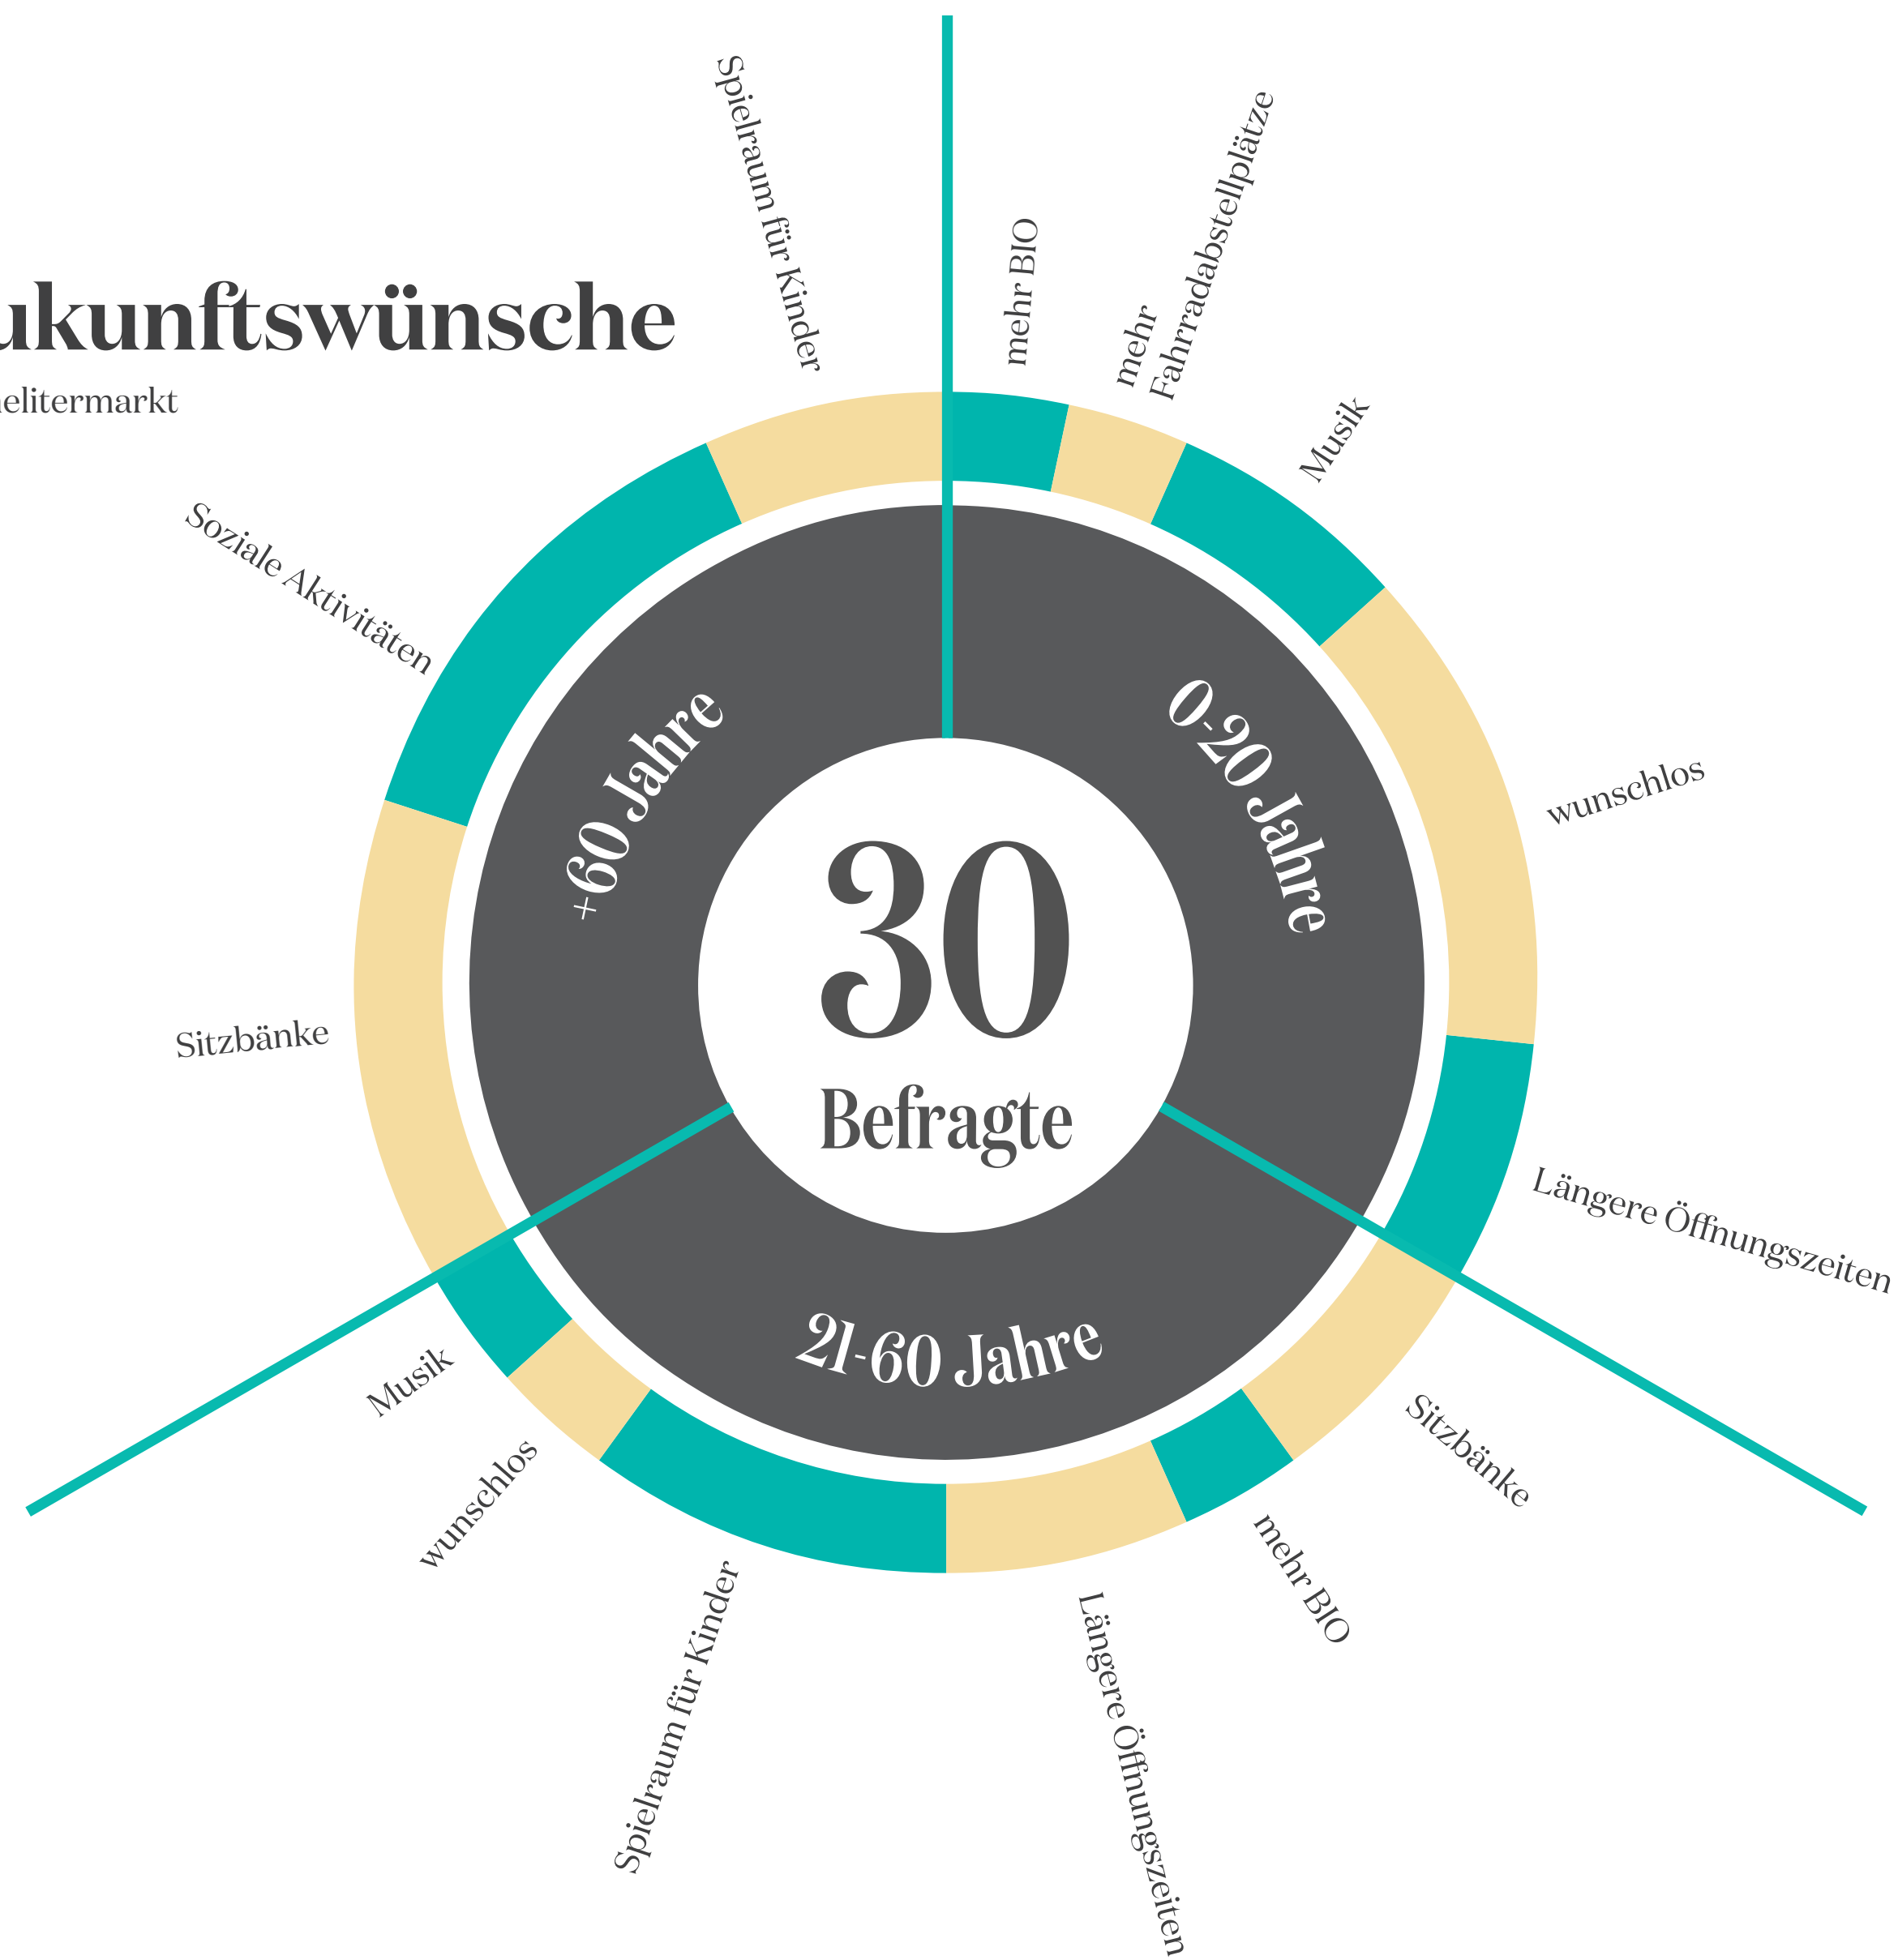 ukunftswünsche
elitermarkt
mehr BIO
mehr
Fahrradabstellplätze
Musik
wunschlos
Längere Öffnungszeiten
Sitzbänke
mehr BIO
Längere Öffnungszeiten
Spielraum für Kinder
wunschlos
Musik
Sitzbänke
Soziale Aktivitäten
Spielraum für Kinder
0-20 Jahre
21-60 Jahre
+60 Jahre
30
Befragte